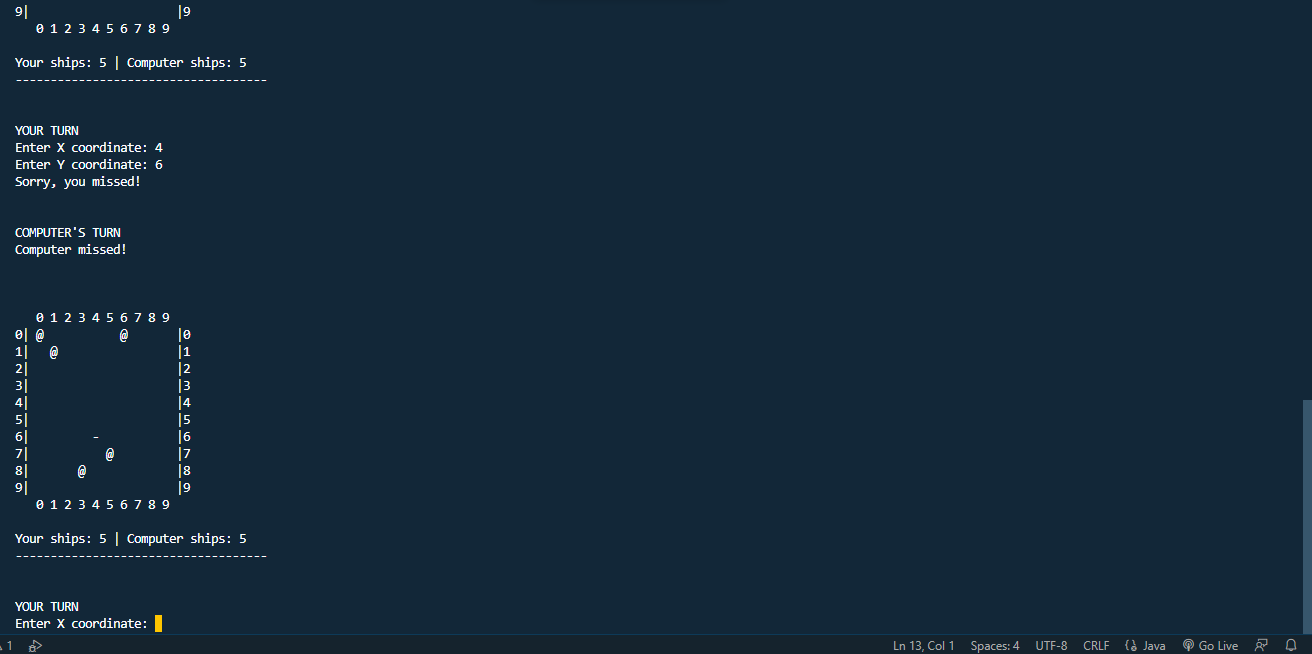 9|                     |9
   0 1 2 3 4 5 6 7 8 9

Your ships: 5 | Computer ships: 5
------------------------------------

YOUR TURN
Enter X coordinate: 4
Enter Y coordinate: 6
Sorry, you missed!

COMPUTER'S TURN
Computer missed!

   0 1 2 3 4 5 6 7 8 9
0| @           @       |0
1|   @                 |1
2|                     |2
3|                     |3
4|                     |4
5|                     |5
6|         -           |6
7|           @         |7
8|       @             |8
9|                     |9
   0 1 2 3 4 5 6 7 8 9

Your ships: 5 | Computer ships: 5
------------------------------------

YOUR TURN
Enter X coordinate:
1 Ln 13, Col 1 Spaces: 4 UTF-8 CRLF {} Java Go Live